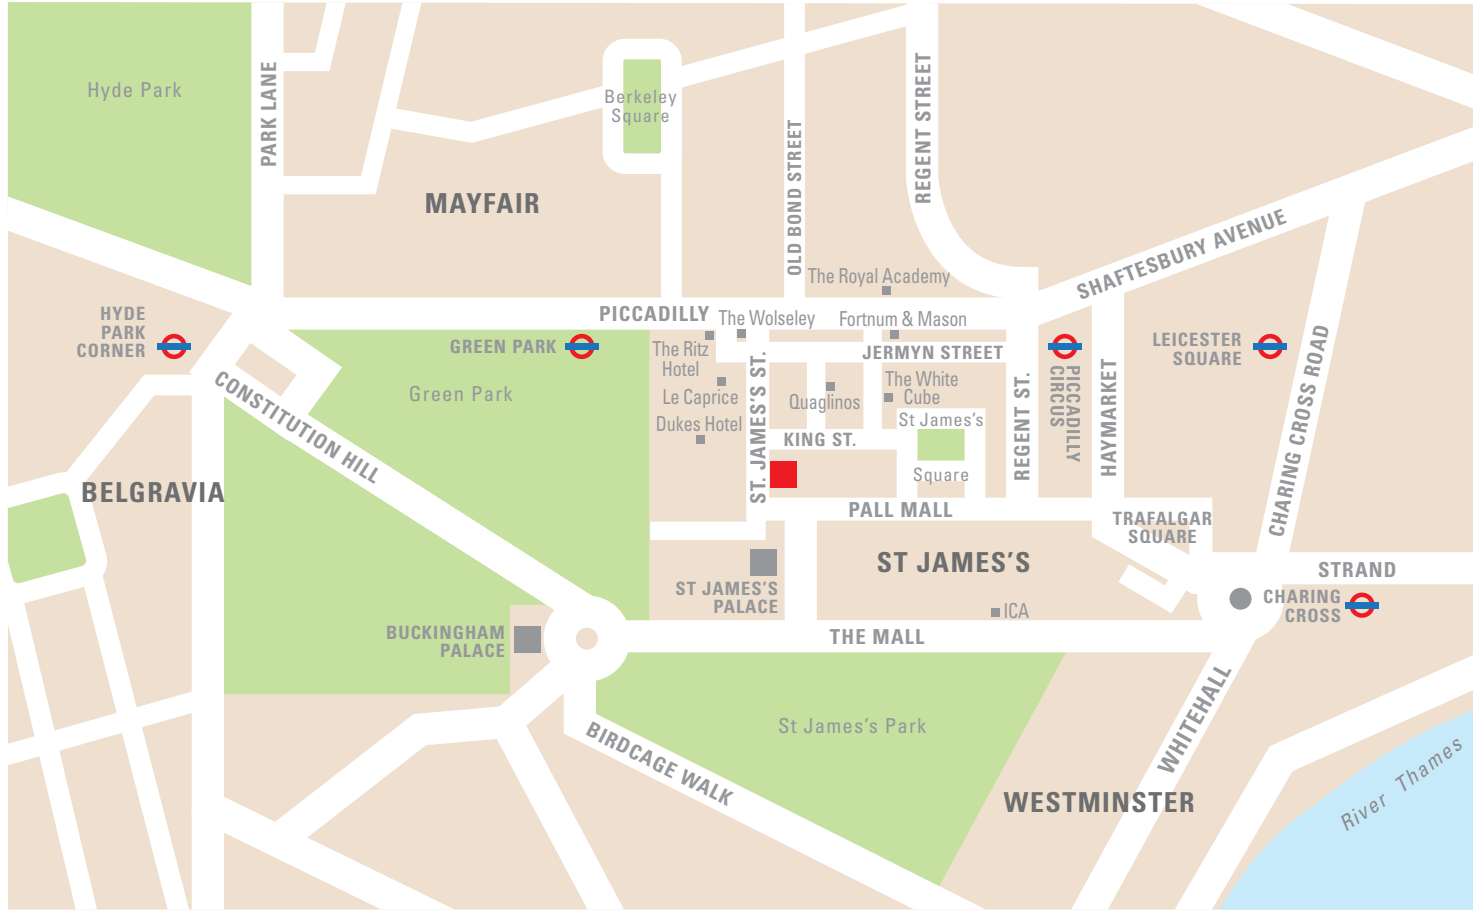 Hyde Park
PARK LANE
Berkeley
Square
MAYFAIR
OLD BOND STREET
REGENT STREET
SHAFTESBURY AVENUE
The Royal Academy
HYDE
PARK
CORNER
PICCADILLY
The Wolseley
Fortnum & Mason
GREEN PARK
The Ritz
Hotel
JERMYN STREET
LEICESTER
SQUARE
PICCADILLY
CIRCUS
HAYMARKET
CHARING CROSS ROAD
CONSTITUTION HILL
Green Park
Le Caprice
Dukes Hotel
ST. JAMES'S ST.
Quaglinos
The White
Cube
St James's
Square
KING ST.
REGENT ST.
BELGRAVIA
PALL MALL
TRAFALGAR
SQUARE
ST JAMES'S
STRAND
ST JAMES'S
PALACE
ICA
CHARING
CROSS
BUCKINGHAM
PALACE
THE MALL
WHITEHALL
BIRDCAGE WALK
St James's Park
WESTMINSTER
River Thames